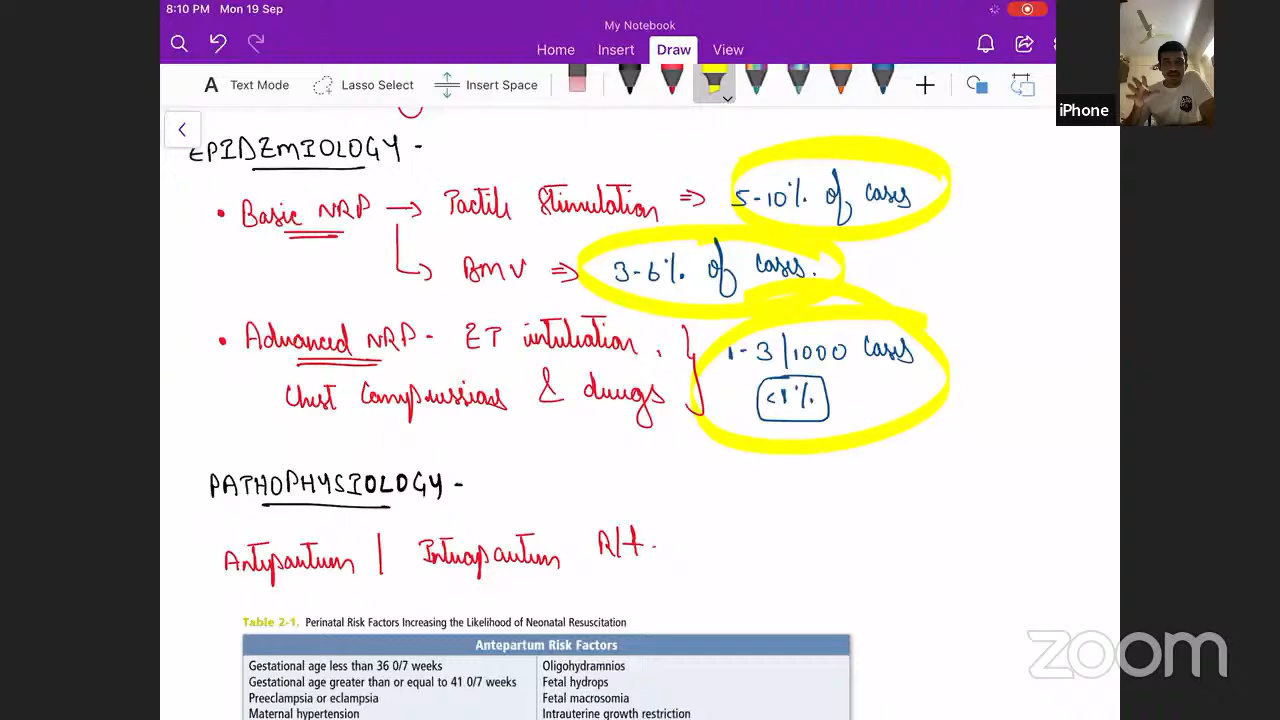 8:10 PM Mon 19 Sep
My Notebook
Home Insert Draw View
Text Mode Lasso Select Insert Space
iPhone
EPIDEMIOLOGY -
• Basic NRP → Tactile Stimulation ⇒ 5-10% of cases
→ BMV ⇒ 3-6% of cases.
• Advanced NRP - ET intubation, 1-3/1000 cases
Chest Compressions & drugs <1%
PATHOPHYSIOLOGY -
Antepartum | Intrapartum R/f.
Table 2-1. Perinatal Risk Factors Increasing the Likelihood of Neonatal Resuscitation
Antepartum Risk Factors
Gestational age less than 36 0/7 weeks Oligohydramnios
Gestational age greater than or equal to 41 0/7 weeks Fetal hydrops
Preeclampsia or eclampsia Fetal macrosomia
Maternal hypertension Intrauterine growth restriction
zoom